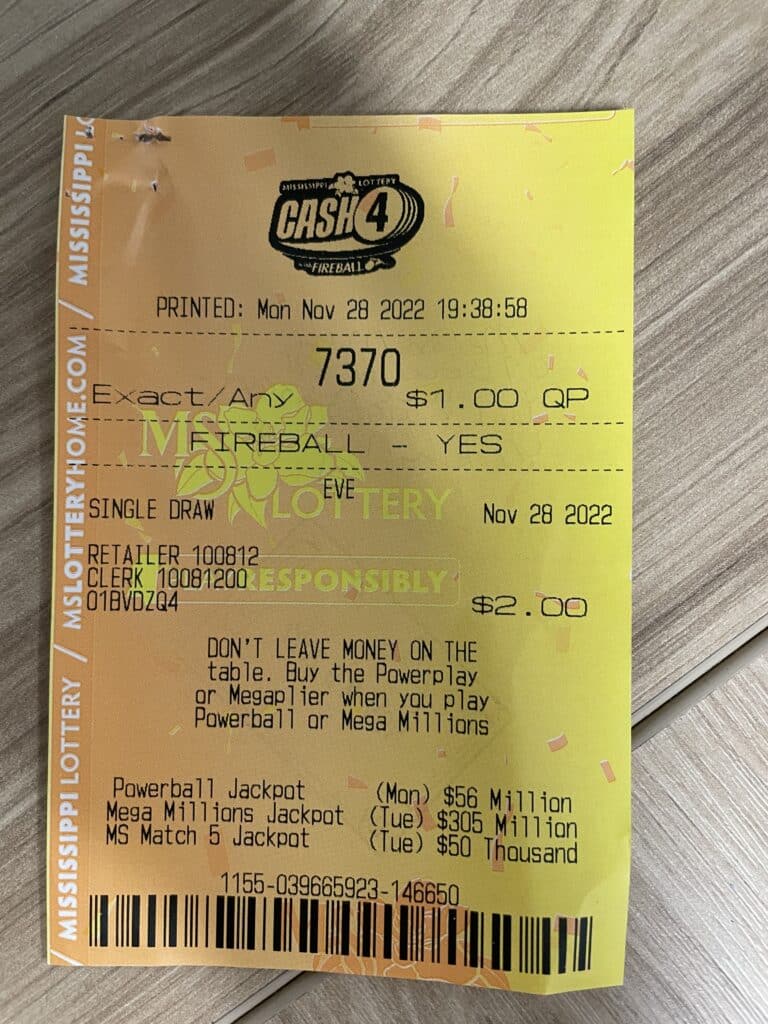 MISSISSIPPI LOTTERY
CASH 4
FIREBALL
PRINTED: Mon Nov 28 2022 19:38:58
7370
Exact/Any $1.00 QP
FIREBALL - YES
MS
LOTTERY
EVE
SINGLE DRAW Nov 28 2022
RETAILER 100812
CLERK 10081200
RESPONSIBLY
01BVDZQ4 $2.00
DON'T LEAVE MONEY ON THE
table. Buy the Powerplay
or Megaplier when you play
Powerball or Mega Millions
Powerball Jackpot (Mon) $56 Million
Mega Millions Jackpot (Tue) $305 Million
MS Match 5 Jackpot (Tue) $50 Thousand
1155-039665923-146650
MISSISSIPPI LOTTERY / MSLOTTERYHOME.COM / MISSISSIPPI